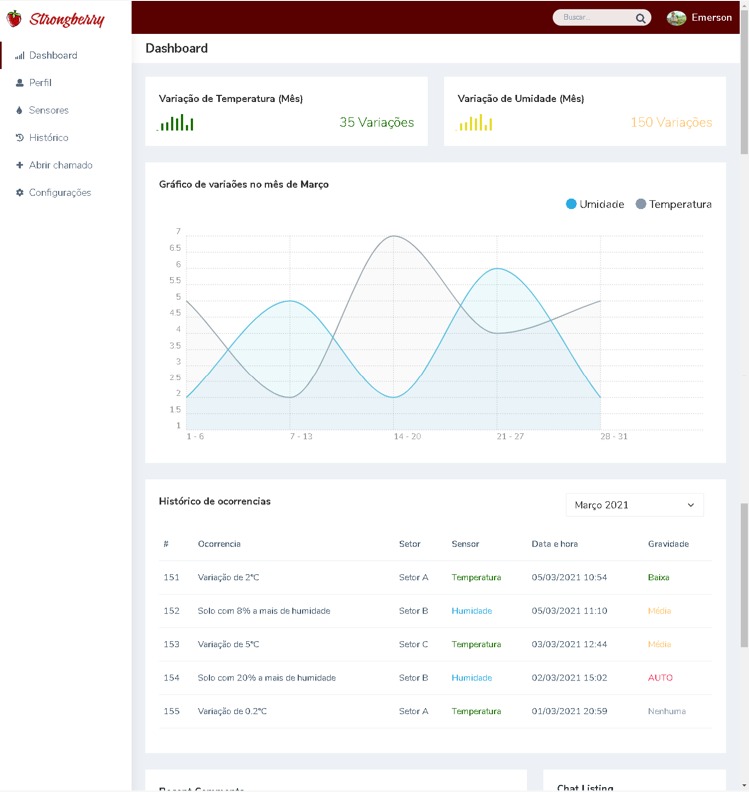 Strongberry
Buscar...
Emerson
Dashboard
Perfil
Sensores
Histórico
Abrir chamado
Configurações
Dashboard
Variação de Temperatura (Mês)
35 Variações
Variação de Umidade (Mês)
150 Variações
Gráfico de variaões no mês de Março
Umidade Temperatura
7
6.5
6
5.5
5
4.5
4
3.5
3
2.5
2
1.5
1
1 - 6 7 - 13 14 - 20 21 - 27 28 - 31
Histórico de ocorrencias
Março 2021
# Ocorrencia Setor Sensor Data e hora Gravidade
151 Variação de 2°C Setor A Temperatura 05/03/2021 10:54 Baixa
152 Solo com 8% a mais de humidade Setor B Humidade 05/03/2021 11:10 Média
153 Variação de 5°C Setor C Temperatura 03/03/2021 12:44 Média
154 Solo com 20% a mais de humidade Setor B Humidade 02/03/2021 15:02 AUTO
155 Variação de 0.2°C Setor A Temperatura 01/03/2021 20:59 Nenhuma
Recent Comments
Chat Listing